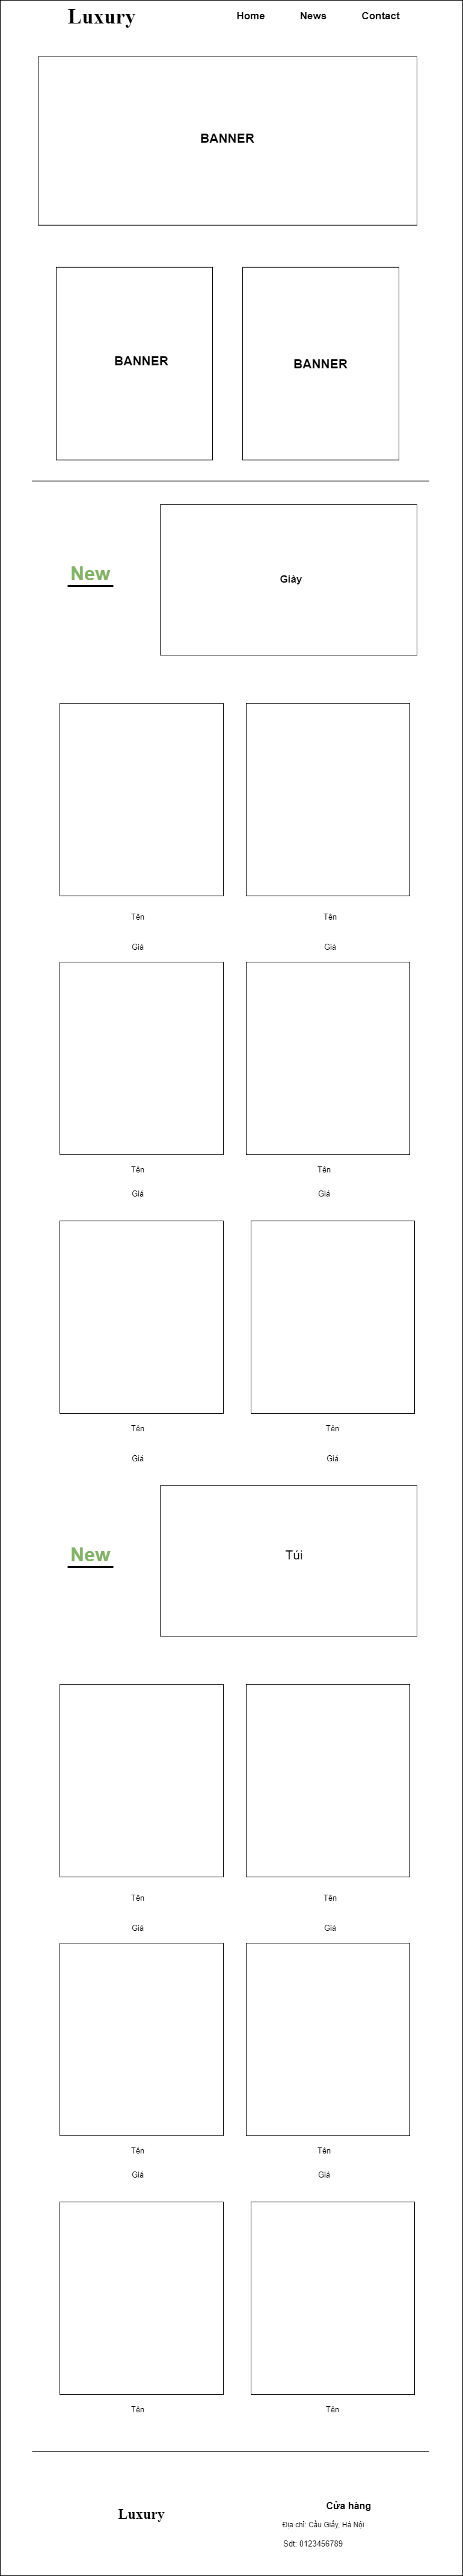 Luxury Home News Contact
BANNER
BANNER BANNER
New Giày
Tên Tên
Giá Giá
Tên Tên
Giá Giá
Tên Tên
Giá Giá
New Túi
Tên Tên
Giá Giá
Tên Tên
Giá Giá
Tên Tên
Luxury
Cửa hàng
Địa chỉ: Cầu Giấy, Hà Nội
Sdt: 0123456789